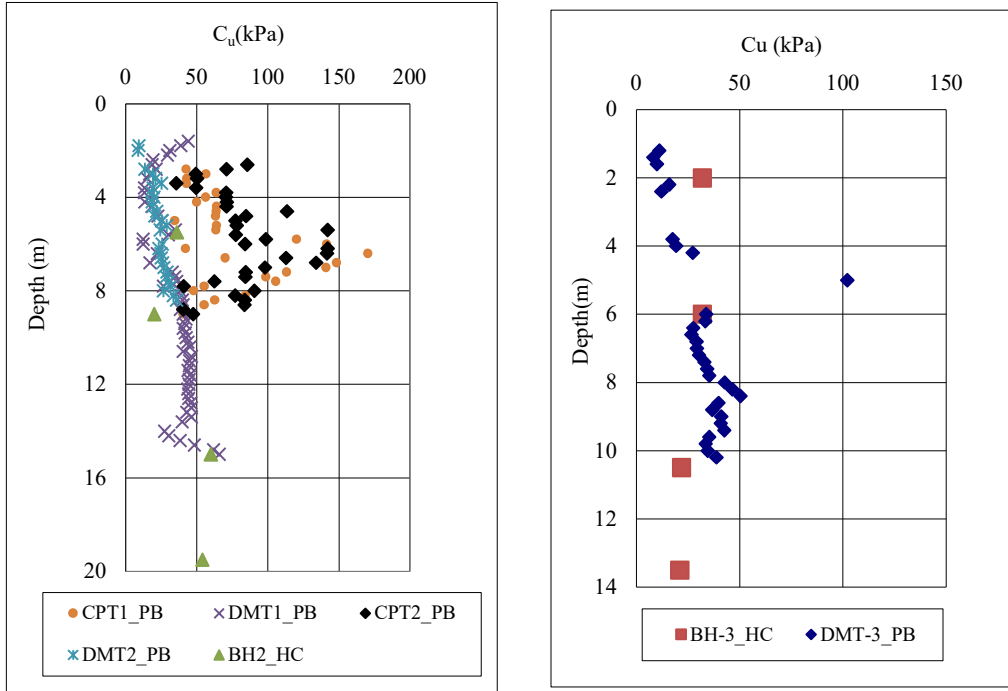 C_u(kPa)
0 50 100 150 200
0
4
8
12
16
20
Depth (m)
CPT1_PB DMT1_PB CPT2_PB
DMT2_PB BH2_HC
Cu (kPa)
0 50 100 150
0
2
4
6
8
10
12
14
Depth(m)
BH-3_HC DMT-3_PB